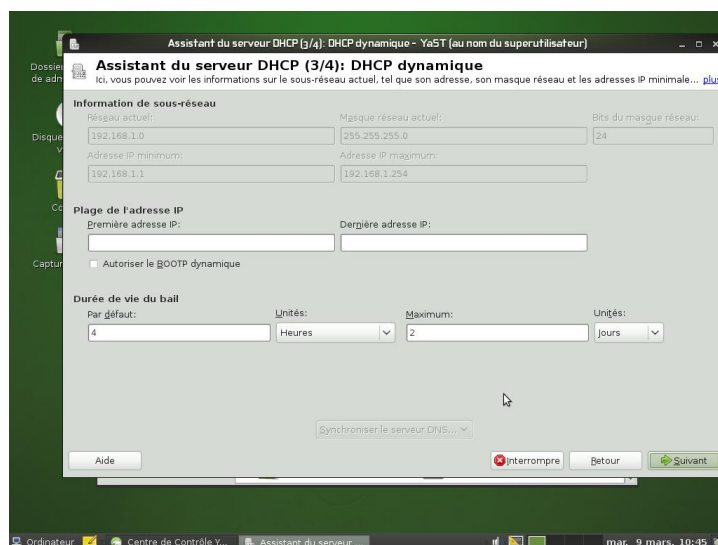 Assistant du serveur DHCP (3/4): DHCP dynamique - YaST (au nom du superutilisateur)
Assistant du serveur DHCP (3/4): DHCP dynamique
Ici, vous pouvez voir les informations sur le sous-réseau actuel, tel que son adresse, son masque réseau et les adresses IP minimale... plus
Dossier
de adm
Disque
Captur
Information de sous-réseau
Réseau actuel: Masque réseau actuel: Bits du masque réseau:
192.168.1.0 255.255.255.0 24
Adresse IP minimum: Adresse IP maximum:
192.168.1.1 192.168.1.254
Plage de l'adresse IP
Première adresse IP: Dernière adresse IP:
Autoriser le BOOTP dynamique
Durée de vie du bail
Par défaut: Unités: Maximum: Unités:
4 Heures 2 Jours
Synchroniser le serveur DNS...
Aide Interrompre Retour Suivant
Ordinateur Centre de Contrôle Y... Assistant du serveur mar. 9 mars, 10:45